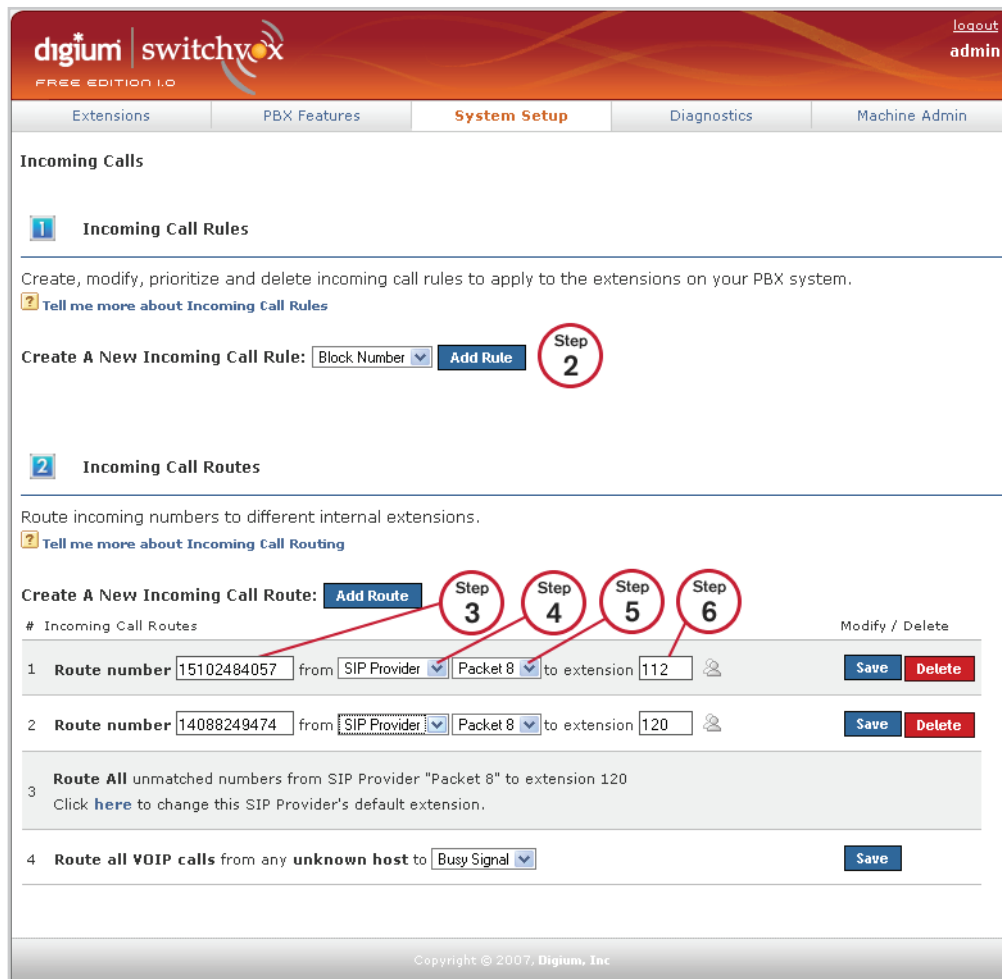 logout
digium switchvox
admin
FREE EDITION 1.0
Extensions PBX Features System Setup Diagnostics Machine Admin
Incoming Calls
1 Incoming Call Rules
Create, modify, prioritize and delete incoming call rules to apply to the extensions on your PBX system.
? Tell me more about Incoming Call Rules
Create A New Incoming Call Rule: Block Number Add Rule
Step
2
2 Incoming Call Routes
Route incoming numbers to different internal extensions.
? Tell me more about Incoming Call Routing
Create A New Incoming Call Route: Add Route
Step
3
Step
4
Step
5
Step
6
# Incoming Call Routes Modify / Delete
1 Route number 15102484057 from SIP Provider Packet 8 to extension 112 Save Delete
2 Route number 14088249474 from SIP Provider Packet 8 to extension 120 Save Delete
3 Route All unmatched numbers from SIP Provider "Packet 8" to extension 120
Click here to change this SIP Provider's default extension.
4 Route all VOIP calls from any unknown host to Busy Signal Save
Copyright © 2007, Digium, Inc